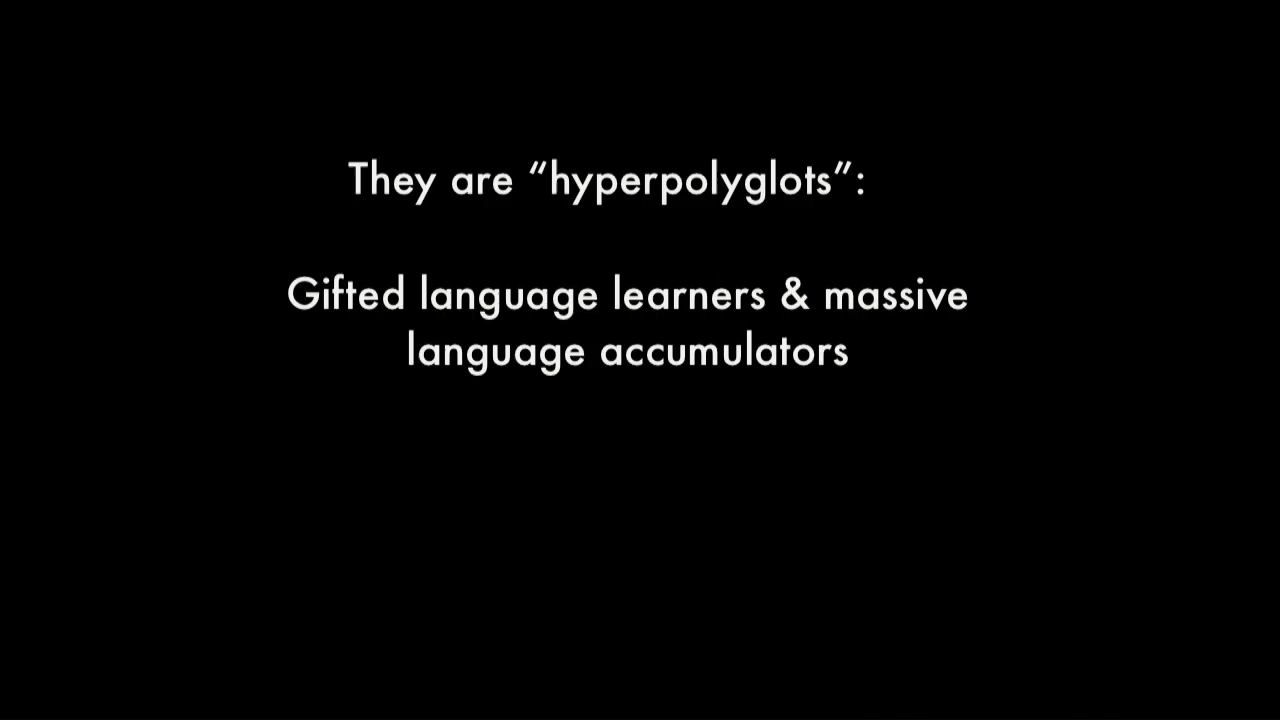 They are “hyperpolyglots”:
Gifted language learners & massive
language accumulators